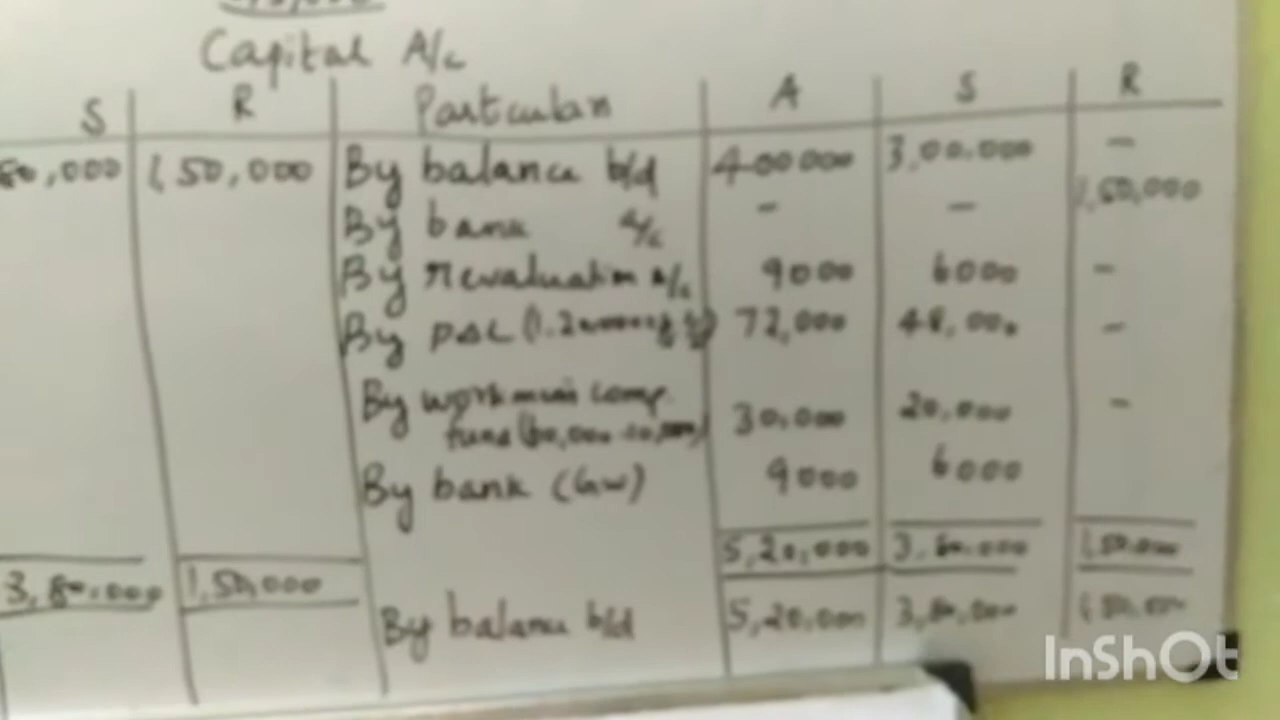 Capital A/c
S R Particulars A S R
80,000 1,50,000 By balance b/d 400000 3,00,000 -
By bank a/c - - 1,50,000
By revaluation a/c 9000 6000 -
By P&L 72,000 48,000 -
By workmen's comp. 30,000 20,000 -
fund
By bank (GW) 9000 6000
5,20,000 3,80,000 1,50,000
3,80,000 1,50,000
By balance b/d 5,20,000 3,80,000 1,50,000
InShOt